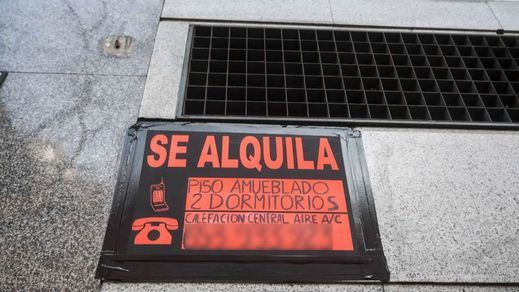 SE ALQUILA
PISO AMUEBLADO
2 DORMITORIOS
CALEFACION CENTRAL AIRE A/C